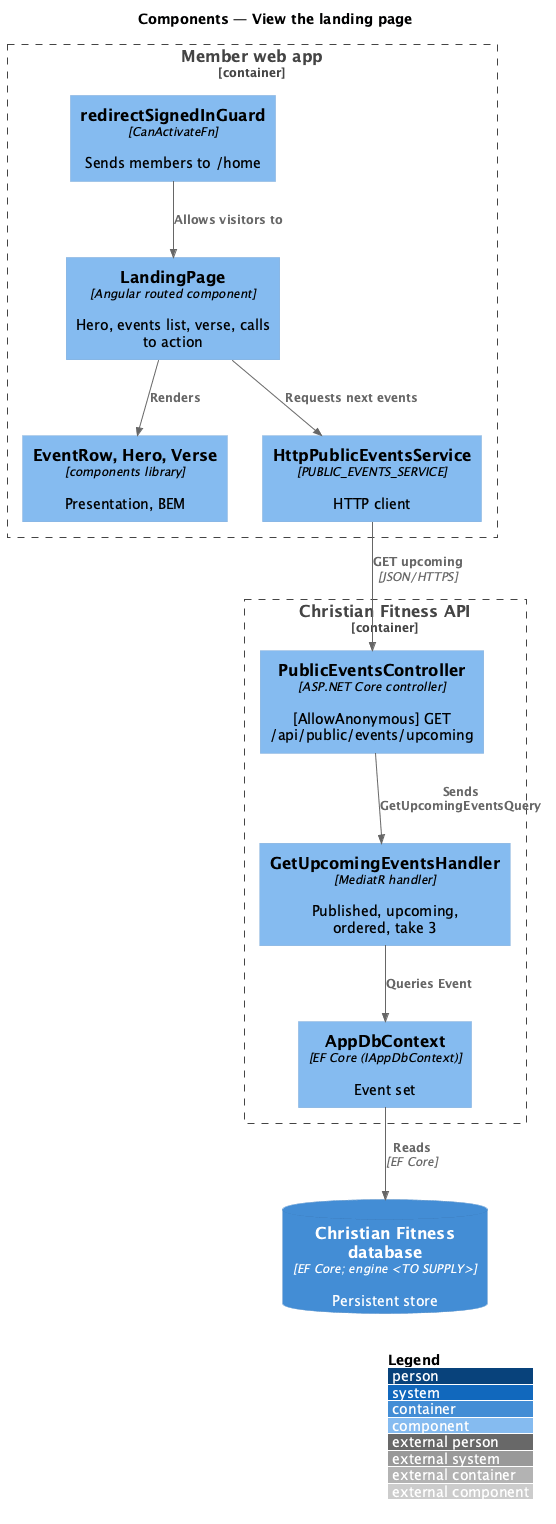 Components — View the landing page
Member web app
[container]
redirectSignedInGuard
[CanActivateFn]
Sends members to /home
Allows visitors to
LandingPage
[Angular routed component]
Hero, events list, verse, calls
to action
Renders
Requests next events
EventRow, Hero, Verse
[components library]
Presentation, BEM
HttpPublicEventsService
[PUBLIC_EVENTS_SERVICE]
HTTP client
GET upcoming
[JSON/HTTPS]
Christian Fitness API
[container]
PublicEventsController
[ASP.NET Core controller]
[AllowAnonymous] GET
/api/public/events/upcoming
Sends
GetUpcomingEventsQuery
GetUpcomingEventsHandler
[MediatR handler]
Published, upcoming,
ordered, take 3
Queries Event
AppDbContext
[EF Core (IAppDbContext)]
Event set
Reads
[EF Core]
Christian Fitness
database
[EF Core; engine <TO SUPPLY>]
Persistent store
Legend
person
system
container
component
external person
external system
external container
external component